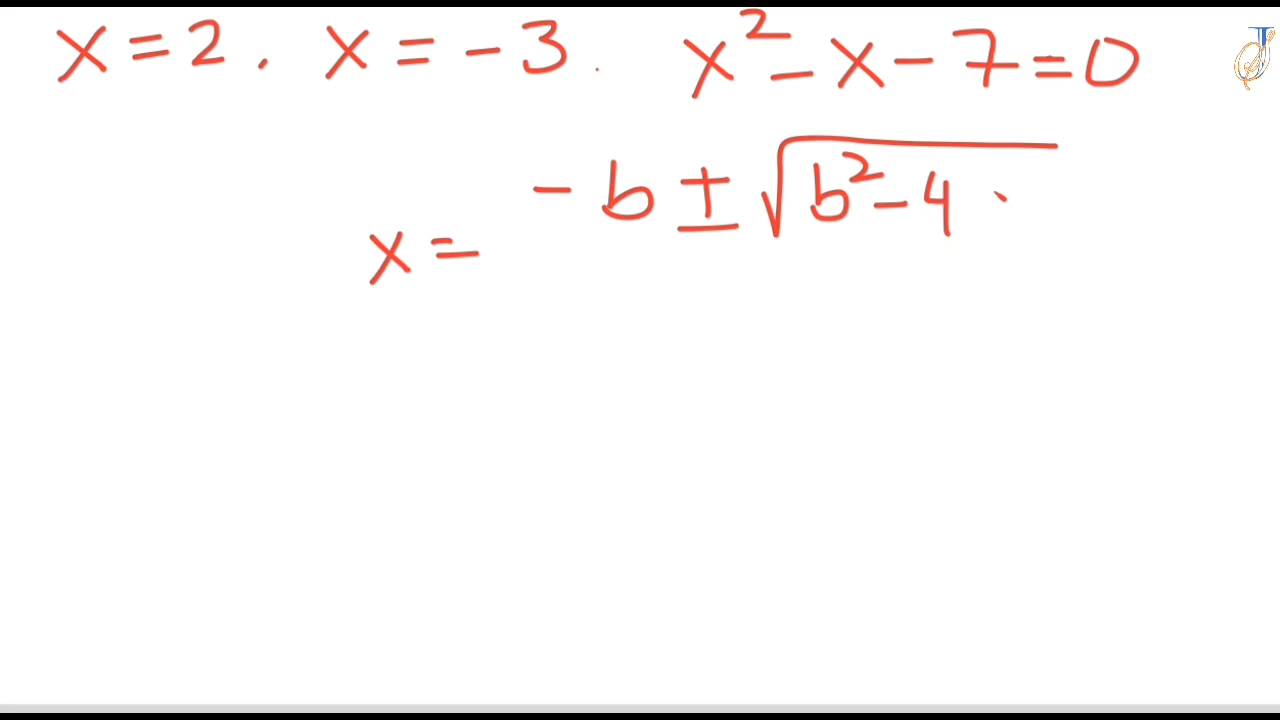 x = 2 . x = -3 . x² - x - 7 = 0
- b ± √b² - 4 ·
x =